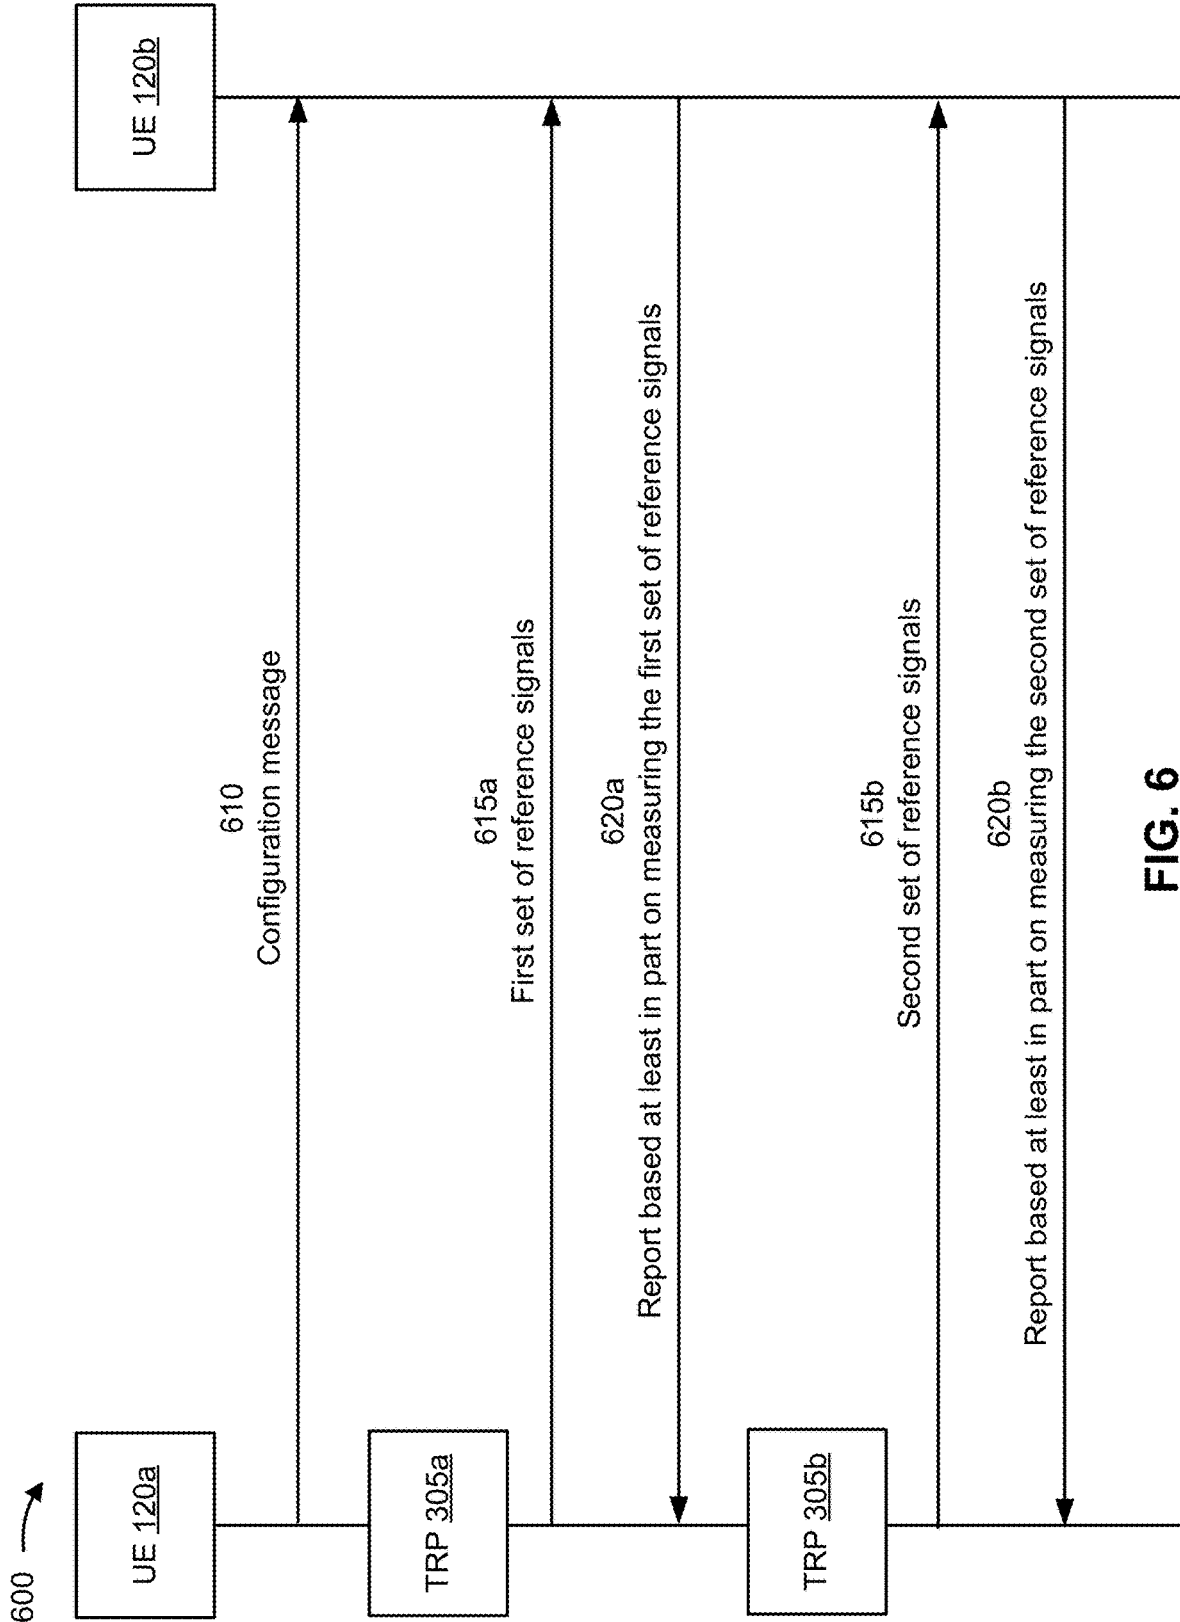 600
UE 120a
UE 120b
610
Configuration message
TRP 305a
615a
First set of reference signals
620a
Report based at least in part on measuring the first set of reference signals
TRP 305b
615b
Second set of reference signals
620b
Report based at least in part on measuring the second set of reference signals
FIG. 6